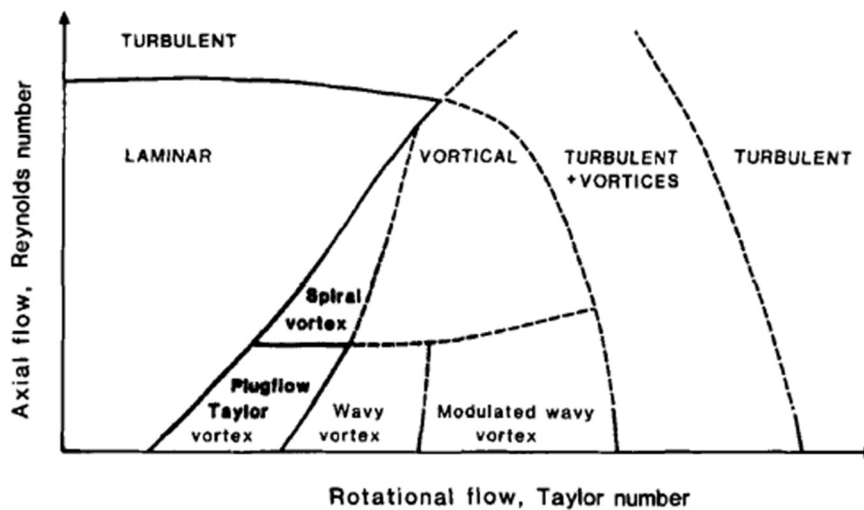 TURBULENT
LAMINAR
VORTICAL
TURBULENT
+VORTICES
TURBULENT
Spiral
vortex
Plugflow
Taylor
vortex
Wavy
vortex
Modulated wavy
vortex
Axial flow, Reynolds number
Rotational flow, Taylor number